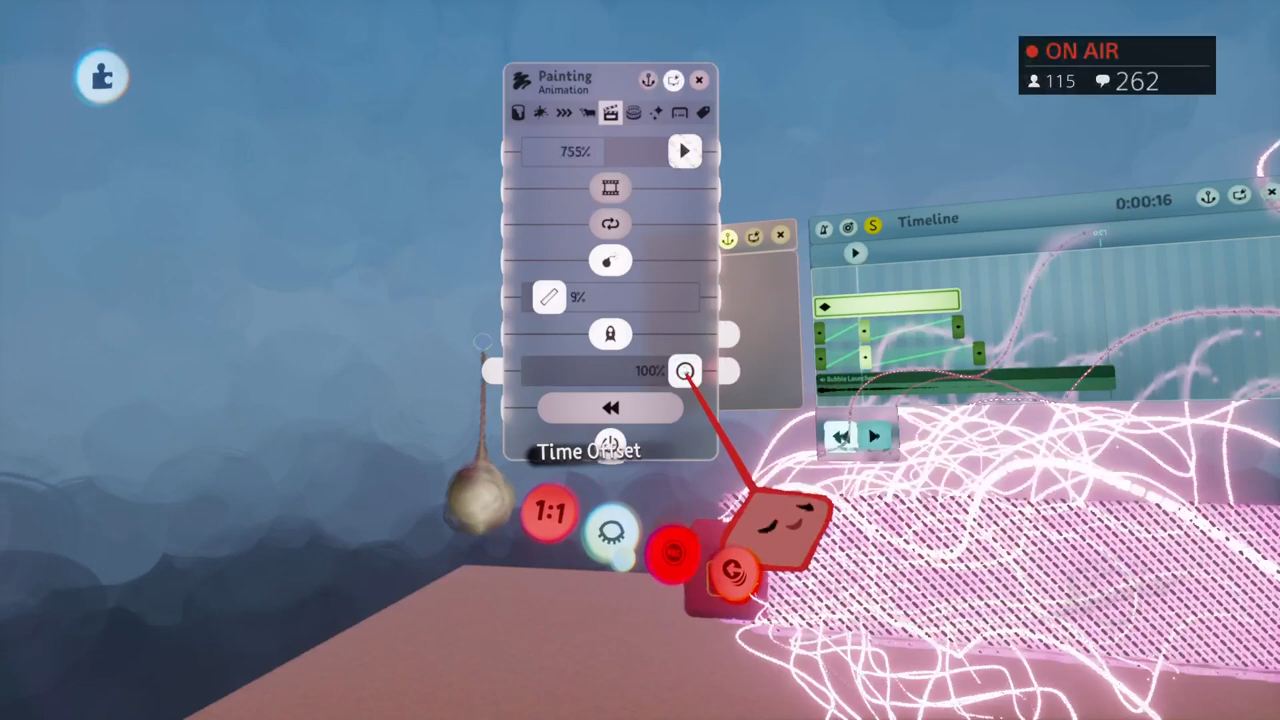 ON AIR
115 262
Painting
Animation
755%
9%
100%
Time Offset
Timeline
0:00:16
S
1:1